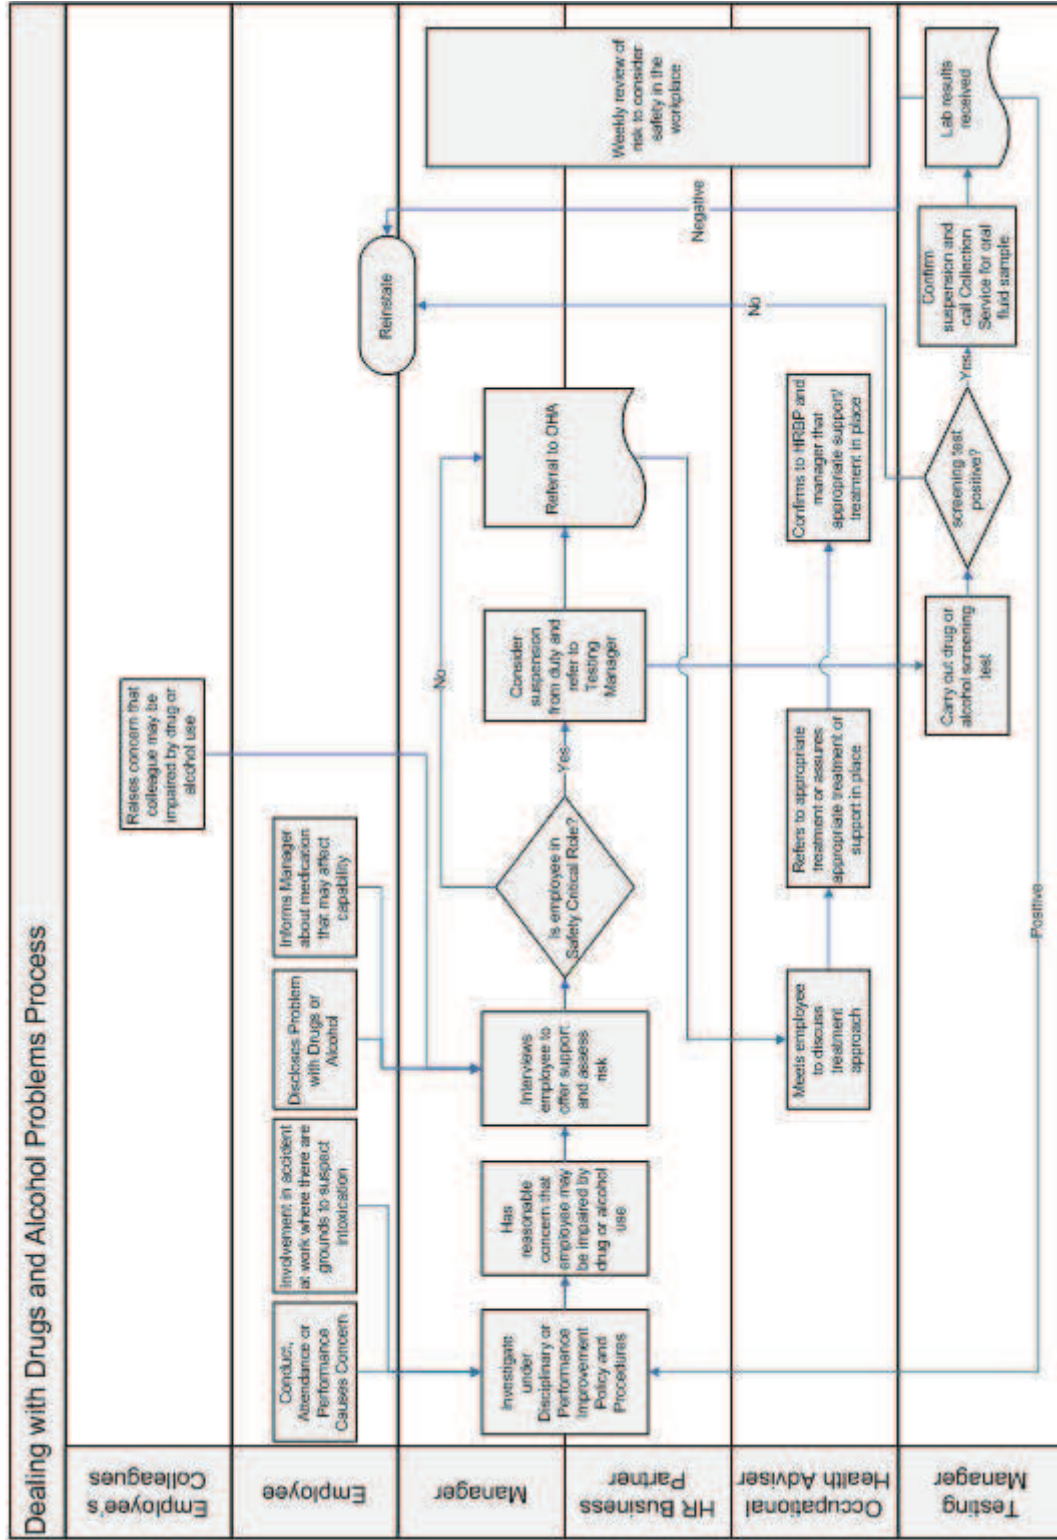 Dealing with Drugs and Alcohol Problems Process
Employee's
Colleagues
Raises concern that
colleague may be
impaired by drug or
alcohol use
Employee
Conduct,
Attendance or
Performance
Causes Concern
Involvement in accident
at work where there are
grounds to suspect
intoxication
Discloses Problem
with Drugs or
Alcohol
Informs Manager
about medication
that may affect
capability
Reinstate
Manager
HR Business
Partner
Investigate
under
Disciplinary or
Performance
Improvement
Policy and
Procedures
Has
reasonable
concern that
employee may
be impaired by
drug or alcohol
use
Interviews
employee to
offer support
and assess
risk
Is employee in
Safety Critical Role?
No
Yes
Consider
suspension
from duty and
refer to
Testing
Manager
Referral to OHA
Weekly review of
risk to consider
safety in the
workplace
Negative
Occupational
Health Adviser
Meets employee
to discuss
treatment
approach
Refers to appropriate
treatment or assures
appropriate treatment or
support in place
Confirms to HRBP and
manager that
appropriate support/
treatment in place
No
Testing
Manager
Carry out drug or
alcohol screening
test
screening test
positive?
Yes
Confirm
suspension and
call Collection
Service for oral
fluid sample
Lab results
received
Positive